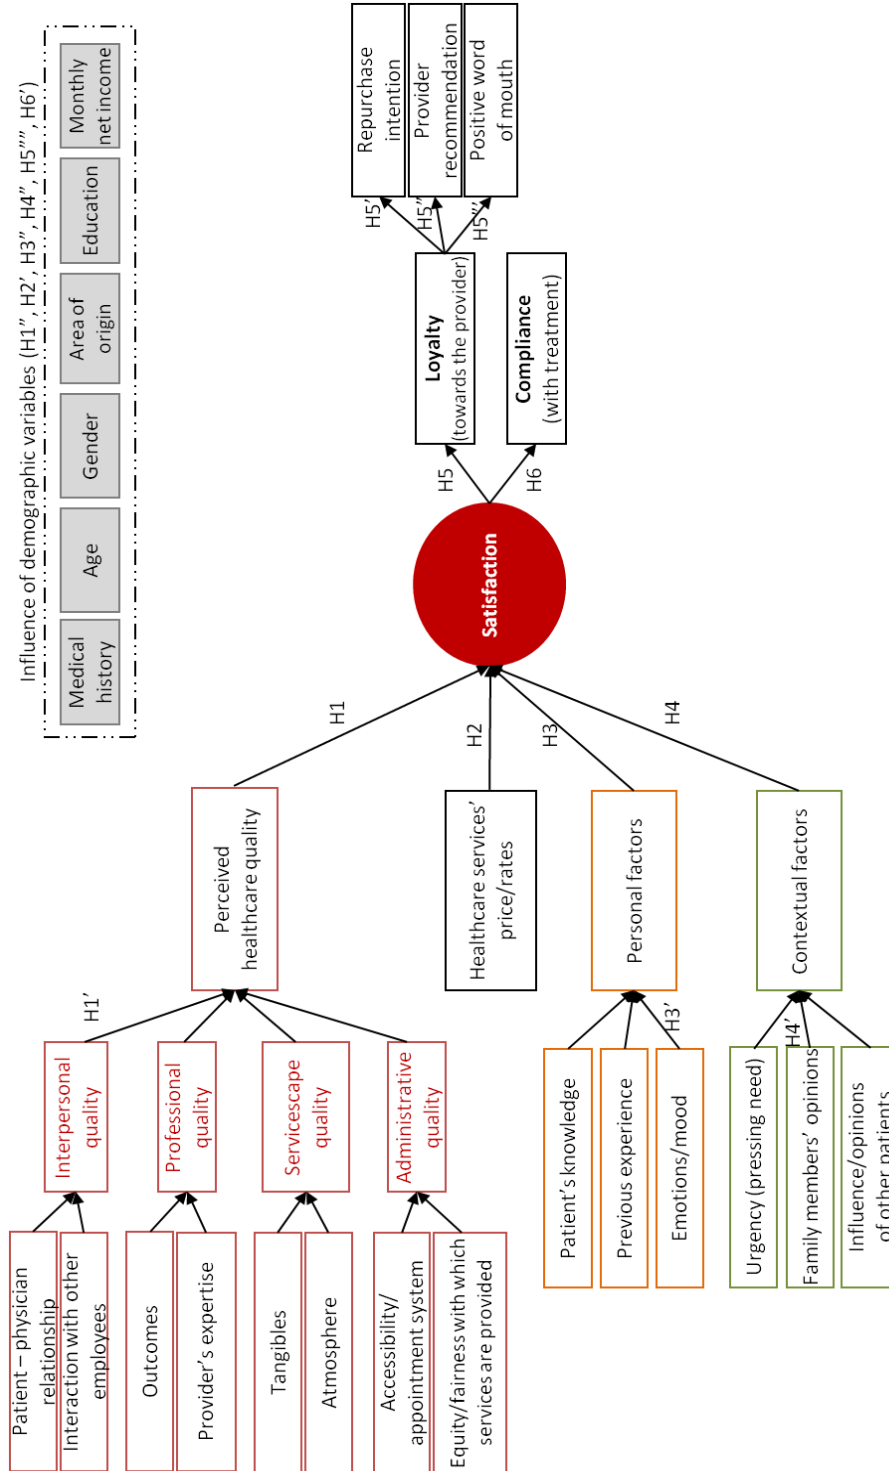 Influence of demographic variables (H1’’, H2’, H3’’, H4’’, H5’’’’, H6’)
Medical
history
Age
Gender
Area of
origin
Education
Monthly
net income
Patient – physician
relationship
Interaction with other
employees
Outcomes
Provider’s expertise
Tangibles
Atmosphere
Accessibility/
appointment system
Equity/fairness with which
services are provided
Interpersonal
quality
Professional
quality
Servicescape
quality
Administrative
quality
H1’
Perceived
healthcare quality
H1
Healthcare services’
price/rates
H2
Patient’s knowledge
Previous experience
Emotions/mood
H3’
Personal factors
H3
Urgency (pressing need)
Family members’ opinions
Influence/opinions
of other patients
H4’
Contextual factors
H4
Satisfaction
H5
H6
Loyalty
(towards the provider)
Compliance
(with treatment)
H5’
H5’’
H5’’’
Repurchase
intention
Provider
recommendation
Positive word
of mouth